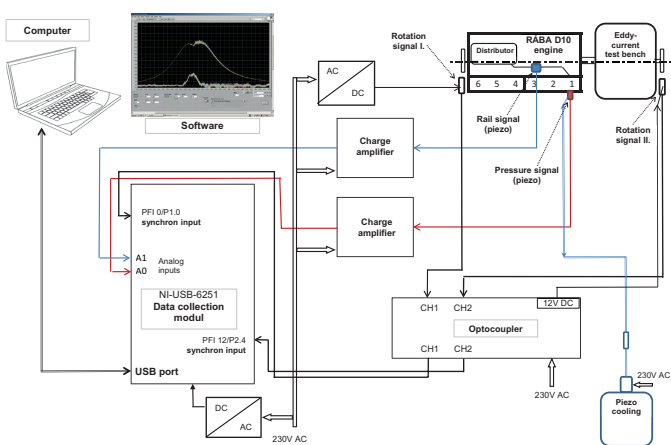 Computer
Software
Rotation
signal I.
AC
DC
RÁBA D10
engine
Distributor
6 5 4 3 2 1
Eddy-
current
test bench
Rail signal
(piezo)
Pressure signal
(piezo)
Rotation
signal II.
Charge
amplifier
Charge
amplifier
PFI 0/P1.0
synchron input
A1
A0
Analog
inputs
NI-USB-6251
Data collection
modul
PFI 12/P2.4
synchron input
USB port
DC
AC
230V AC
CH1
CH2
12V DC
Optocoupler
CH1
CH2
230V AC
230V AC
Piezo
cooling